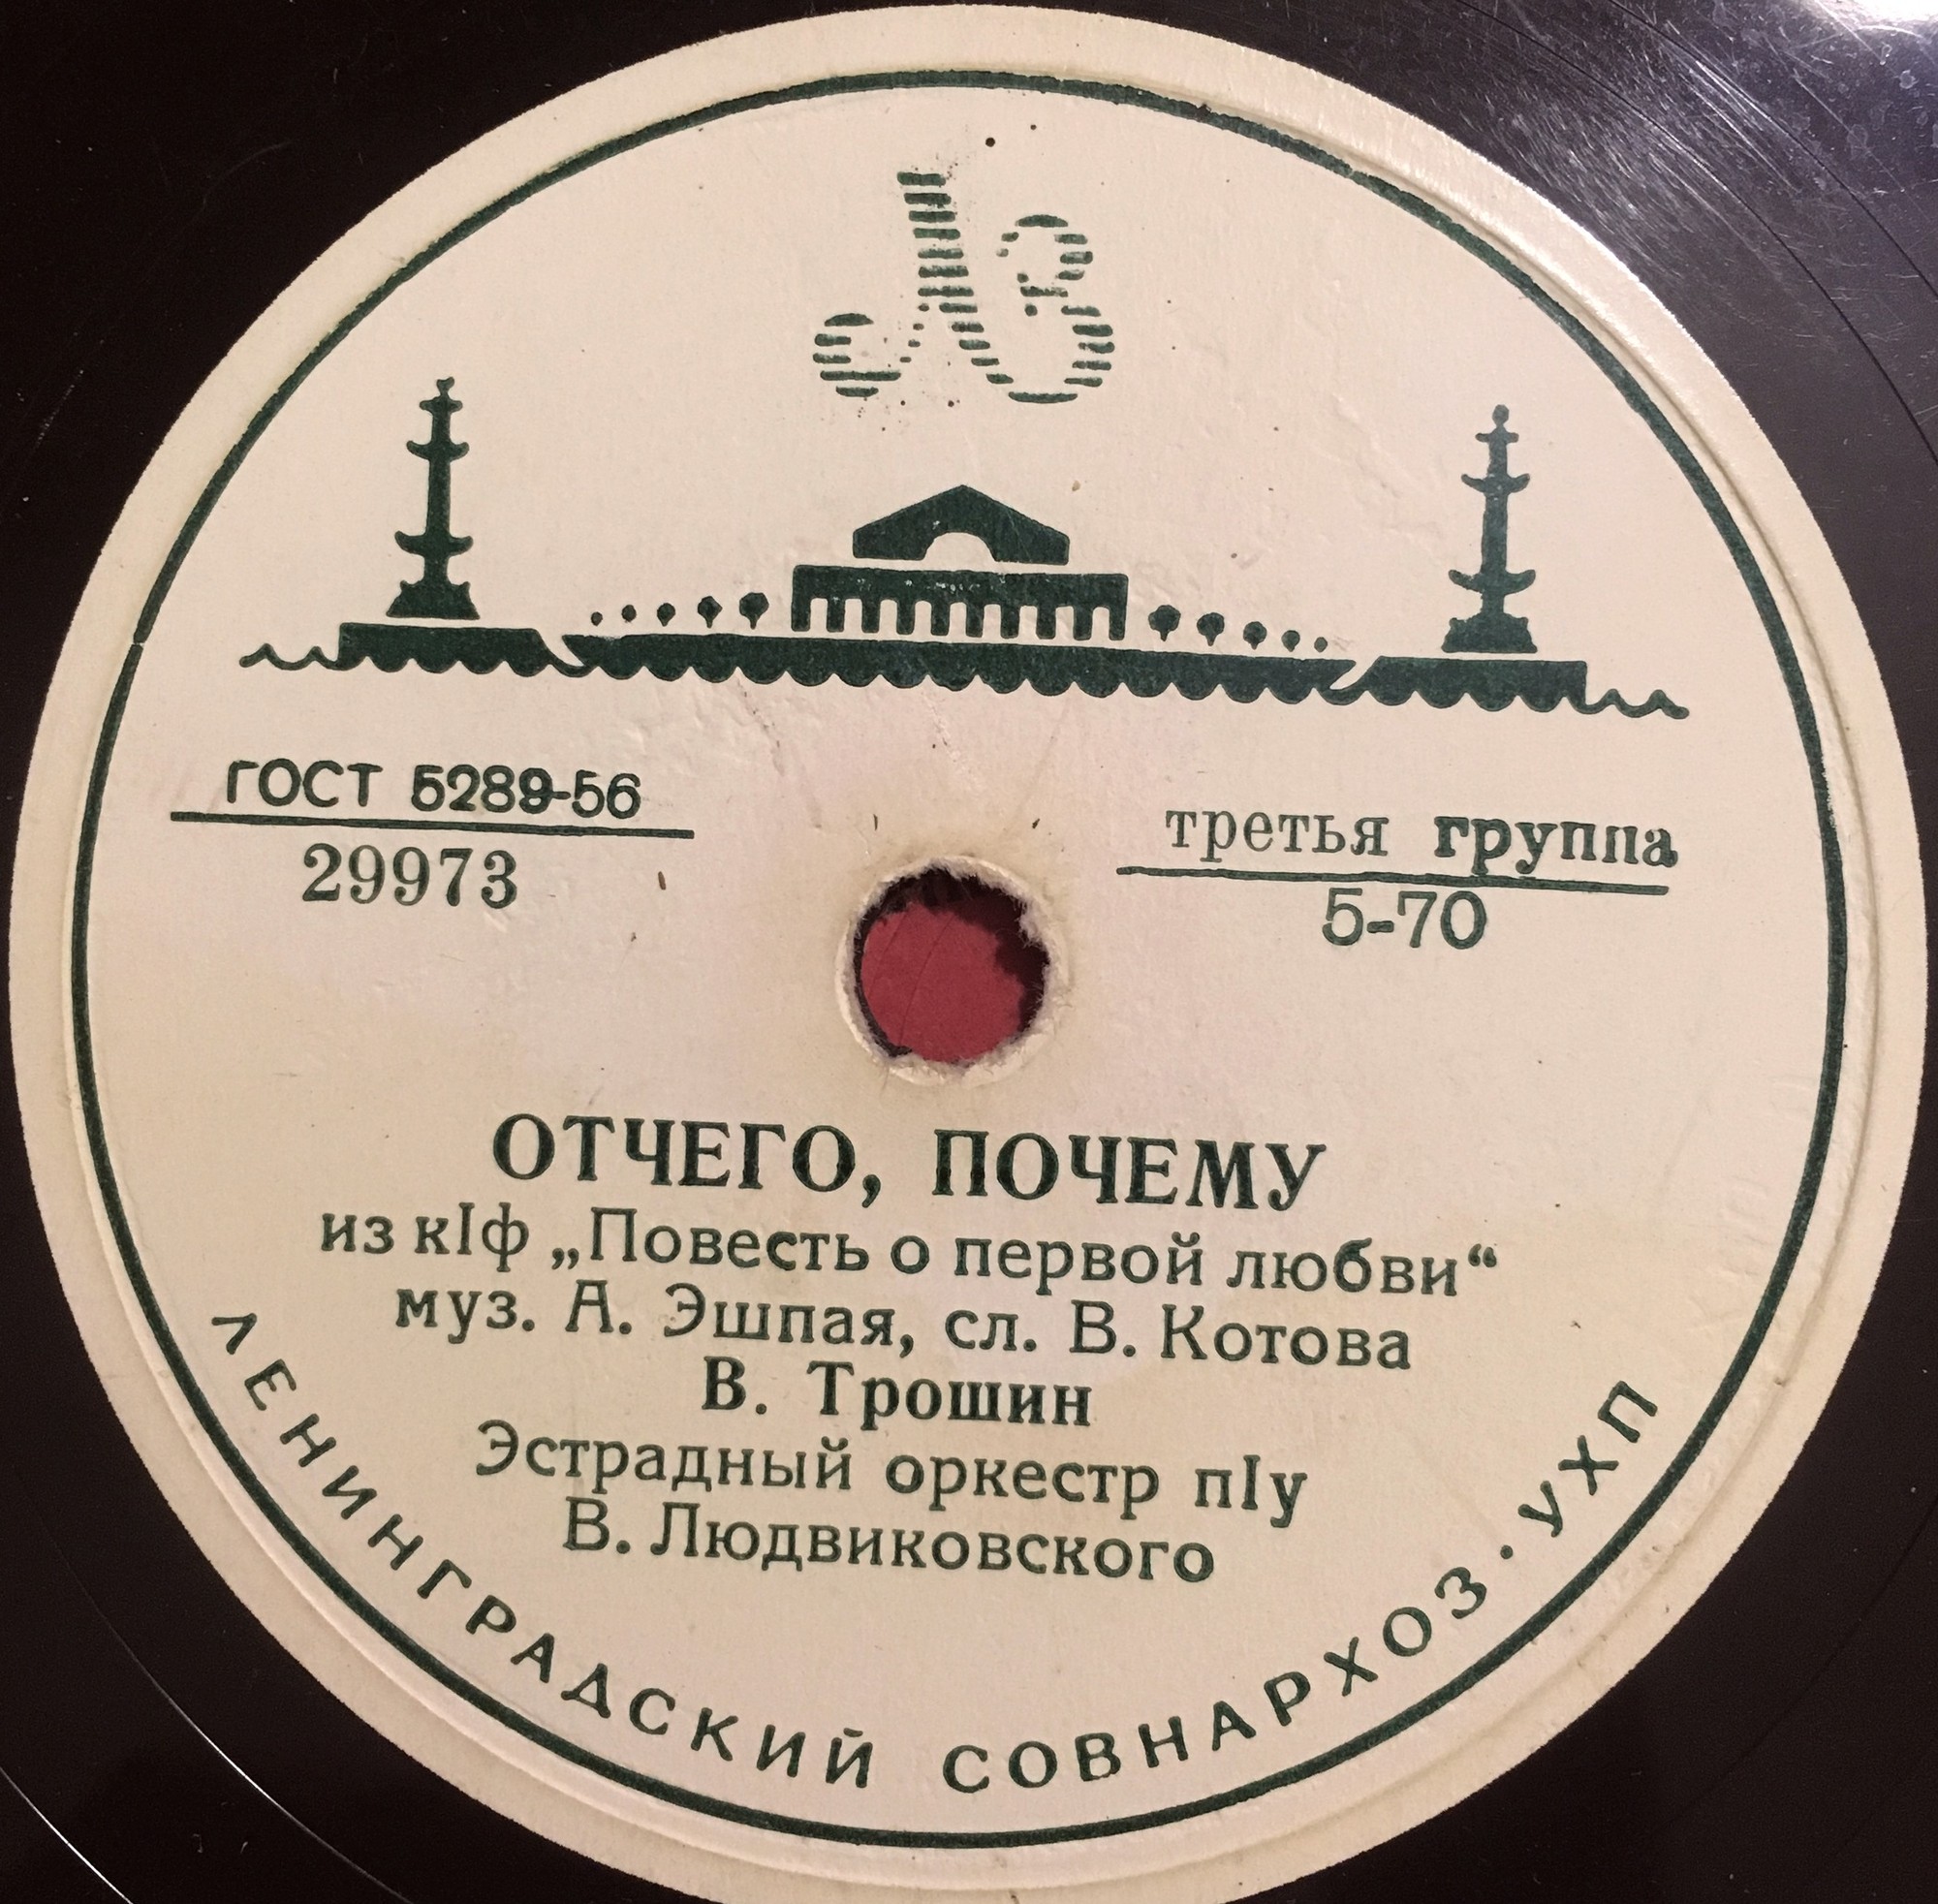 ЛЗ
ГОСТ 5289-56
29973
третья группа
5-70
ОТЧЕГО, ПОЧЕМУ
из к/ф „Повесть о первой любви“
муз. А. Эшпая, сл. В. Котова
В. Трошин
Эстрадный оркестр п/у
В. Людвиковского
ЛЕНИНГРАДСКИЙ СОВНАРХОЗ · УХП